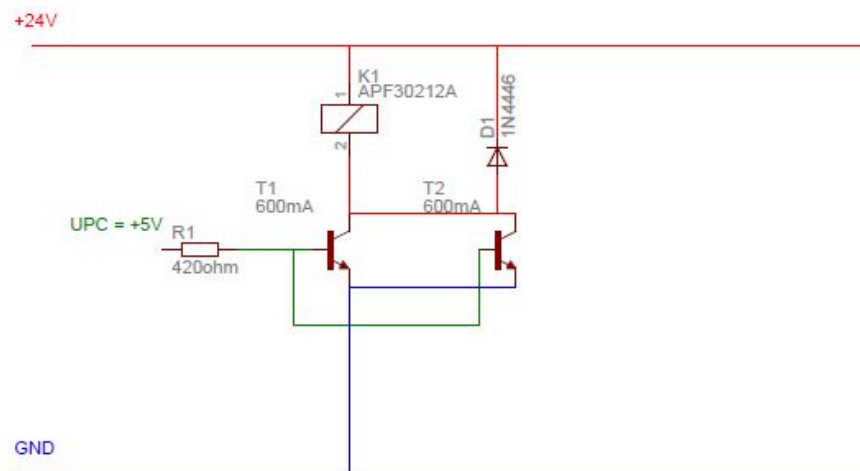 +24V
K1
APF30212A
1
2
D1
1N4446
T1
600mA
T2
600mA
UPC = +5V
R1
420ohm
GND